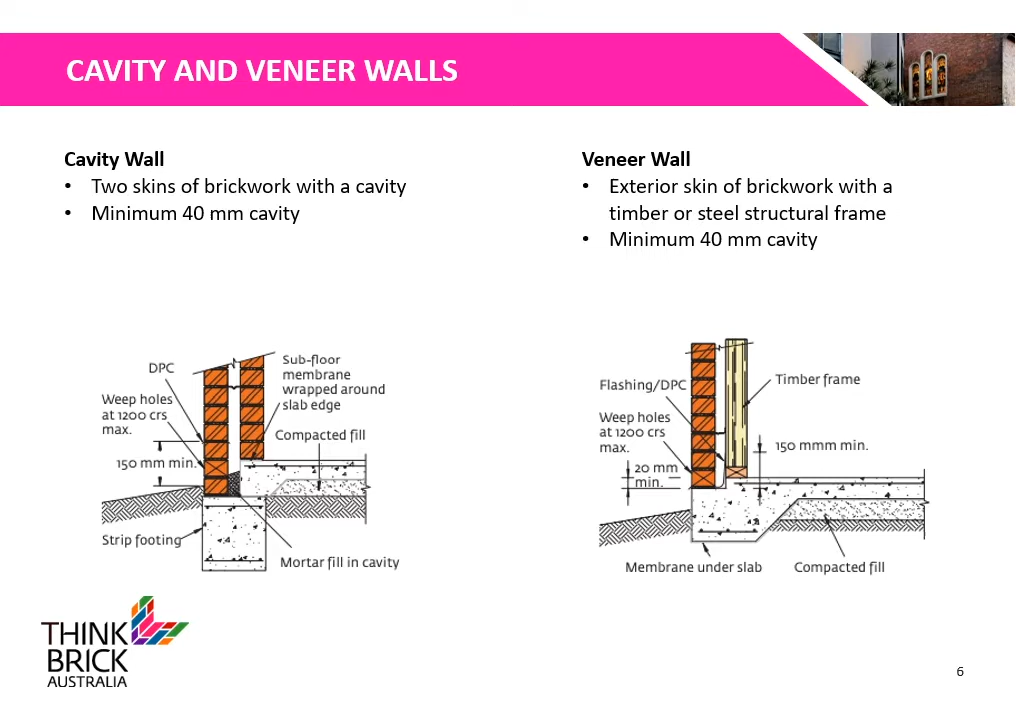 CAVITY AND VENEER WALLS
Cavity Wall
• Two skins of brickwork with a cavity
• Minimum 40 mm cavity
Veneer Wall
• Exterior skin of brickwork with a
timber or steel structural frame
• Minimum 40 mm cavity
DPC
Weep holes
at 1200 crs
max.
150 mm min.
Strip footing
Sub-floor
membrane
wrapped around
slab edge
Compacted fill
Mortar fill in cavity
Flashing/DPC
Weep holes
at 1200 crs
max.
20 mm
min.
Timber frame
150 mmm min.
Membrane under slab
Compacted fill
THINK
BRICK
AUSTRALIA
6